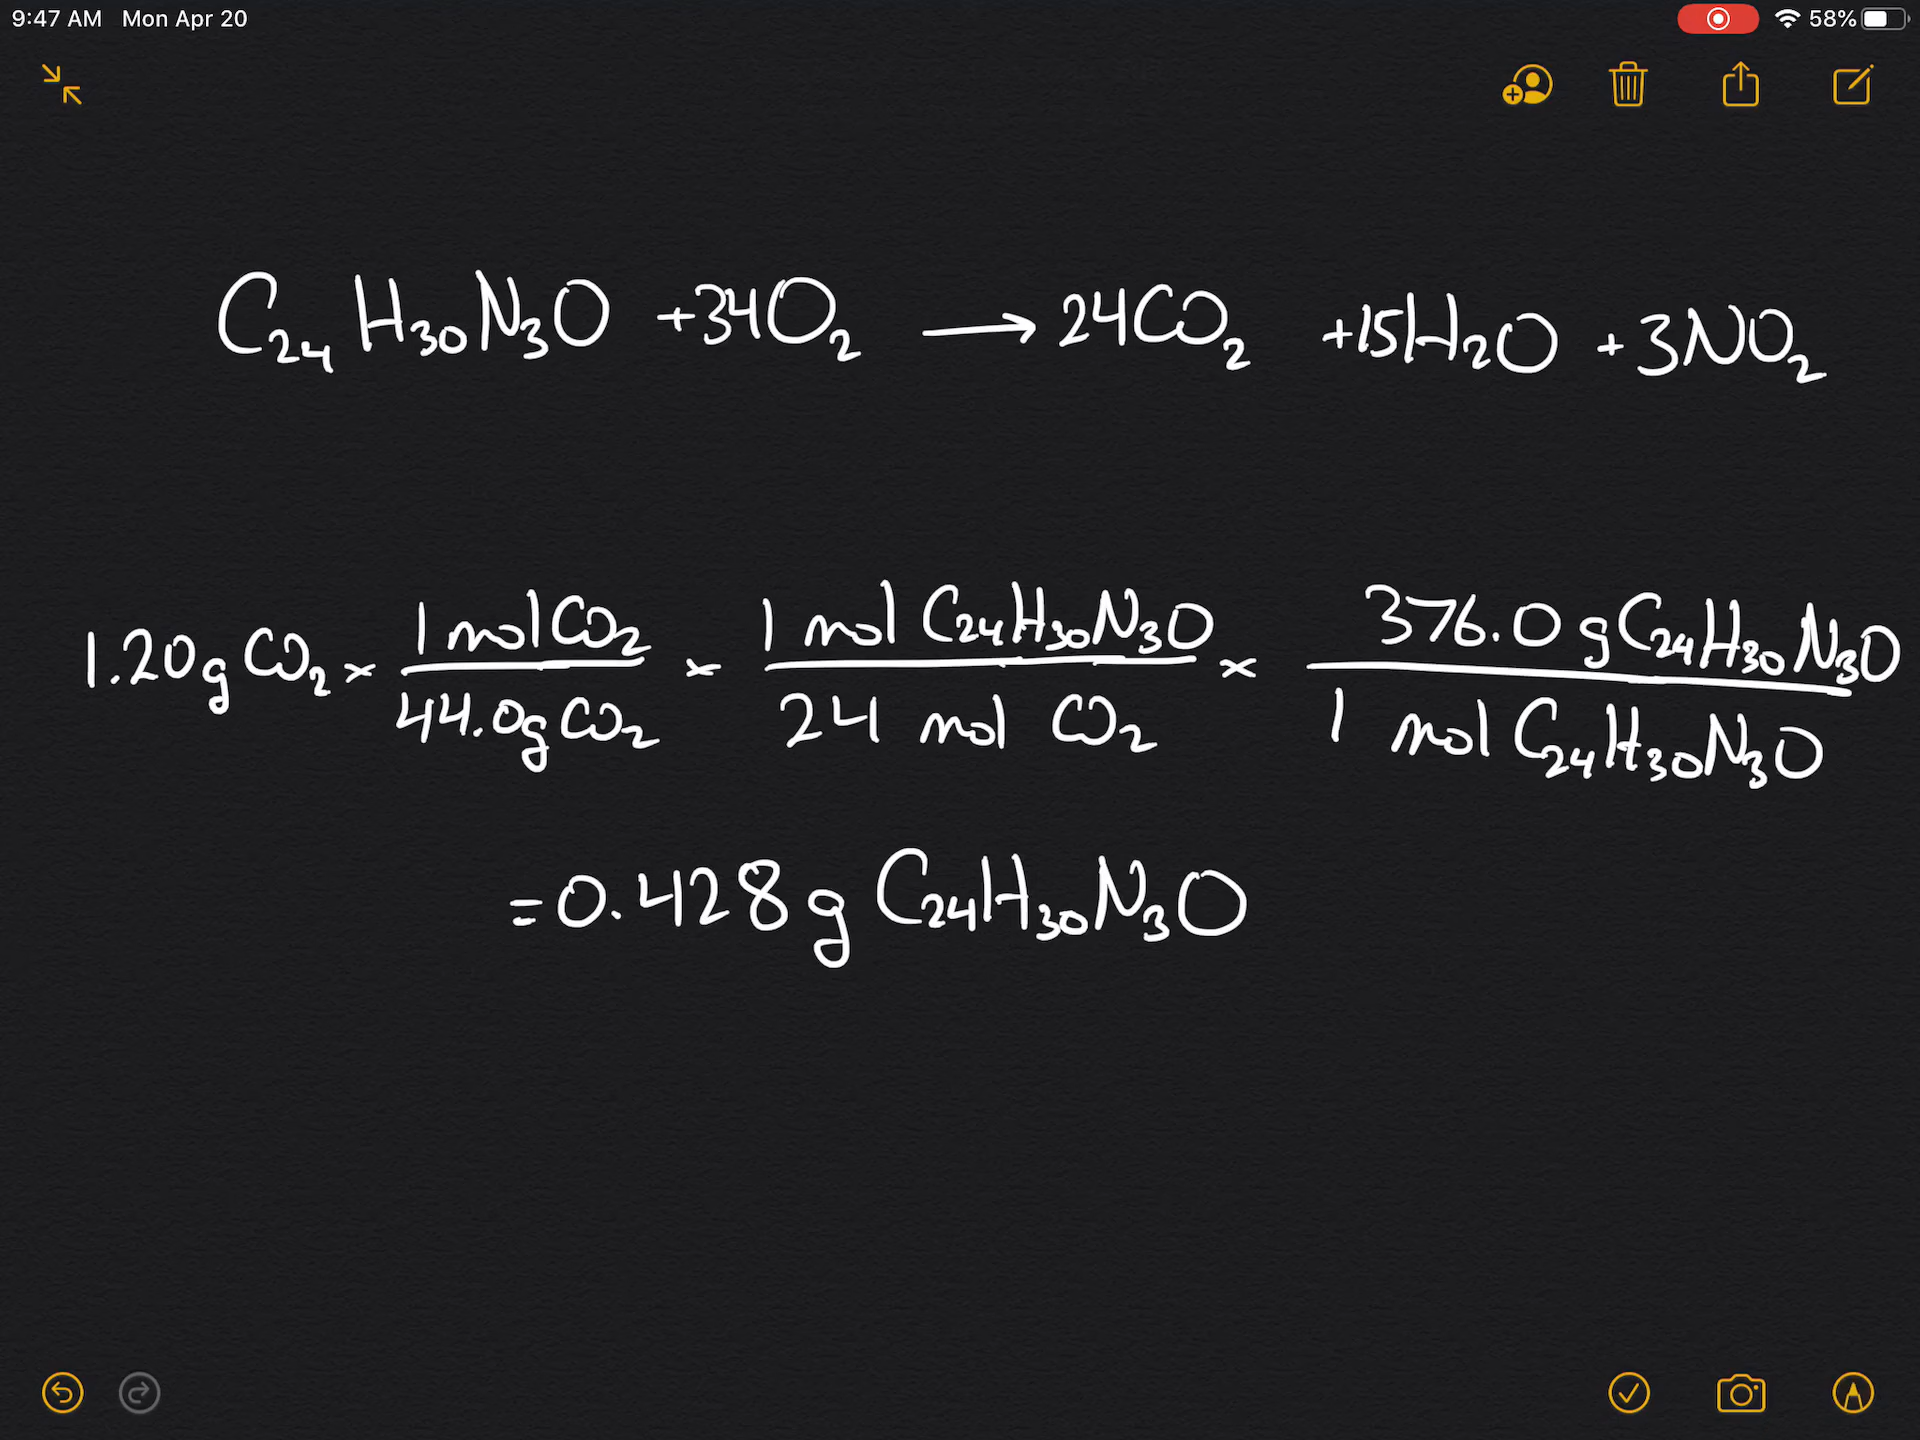 9:47 AM Mon Apr 20 58%
C₂₄H₃₀N₃O +34O₂ → 24CO₂ +15H₂O + 3NO₂
1.20g CO₂ × 1 mol CO₂ / 44.0g CO₂ × 1 mol C₂₄H₃₀N₃O / 24 mol CO₂ × 376.0 g C₂₄H₃₀N₃O / 1 mol C₂₄H₃₀N₃O
= 0.428 g C₂₄H₃₀N₃O